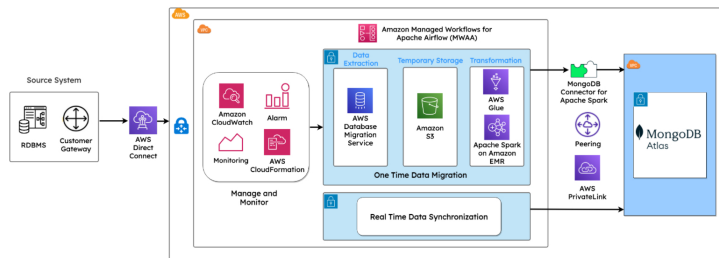 AWS
VPC
Amazon Managed Workflows for
Apache Airflow (MWAA)
Source System
RDBMS
Customer
Gateway
AWS
Direct
Connect
Amazon
CloudWatch
Alarm
Monitoring
AWS
CloudFormation
Manage and
Monitor
Data
Extraction
Temporary Storage
Transformation
AWS
Database
Migration
Service
Amazon
S3
AWS
Glue
Apache Spark
on Amazon
EMR
One Time Data Migration
Real Time Data Synchronization
MongoDB
Connector for
Apache Spark
Peering
AWS
PrivateLink
VPC
MongoDB
Atlas